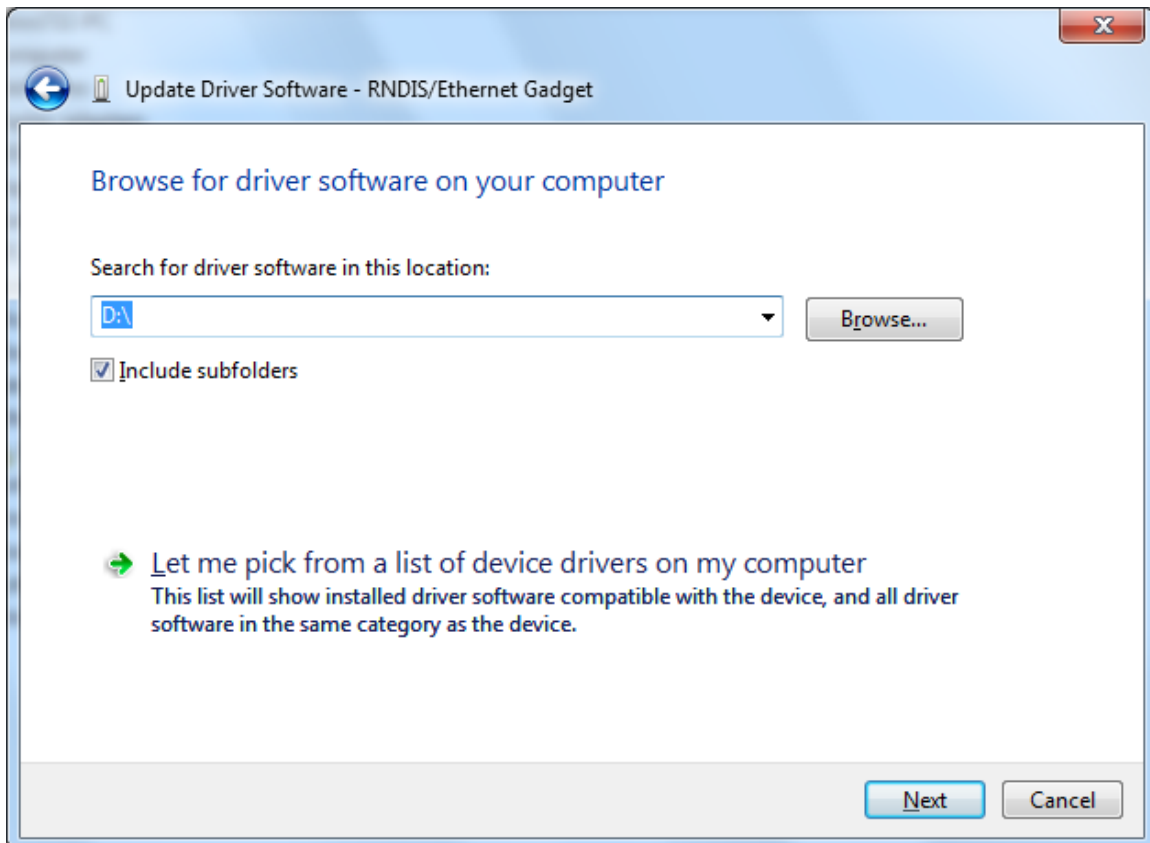 Update Driver Software - RNDIS/Ethernet Gadget
Browse for driver software on your computer
Search for driver software in this location:
D:\
Browse...
Include subfolders
Let me pick from a list of device drivers on my computer
This list will show installed driver software compatible with the device, and all driver
software in the same category as the device.
Next
Cancel